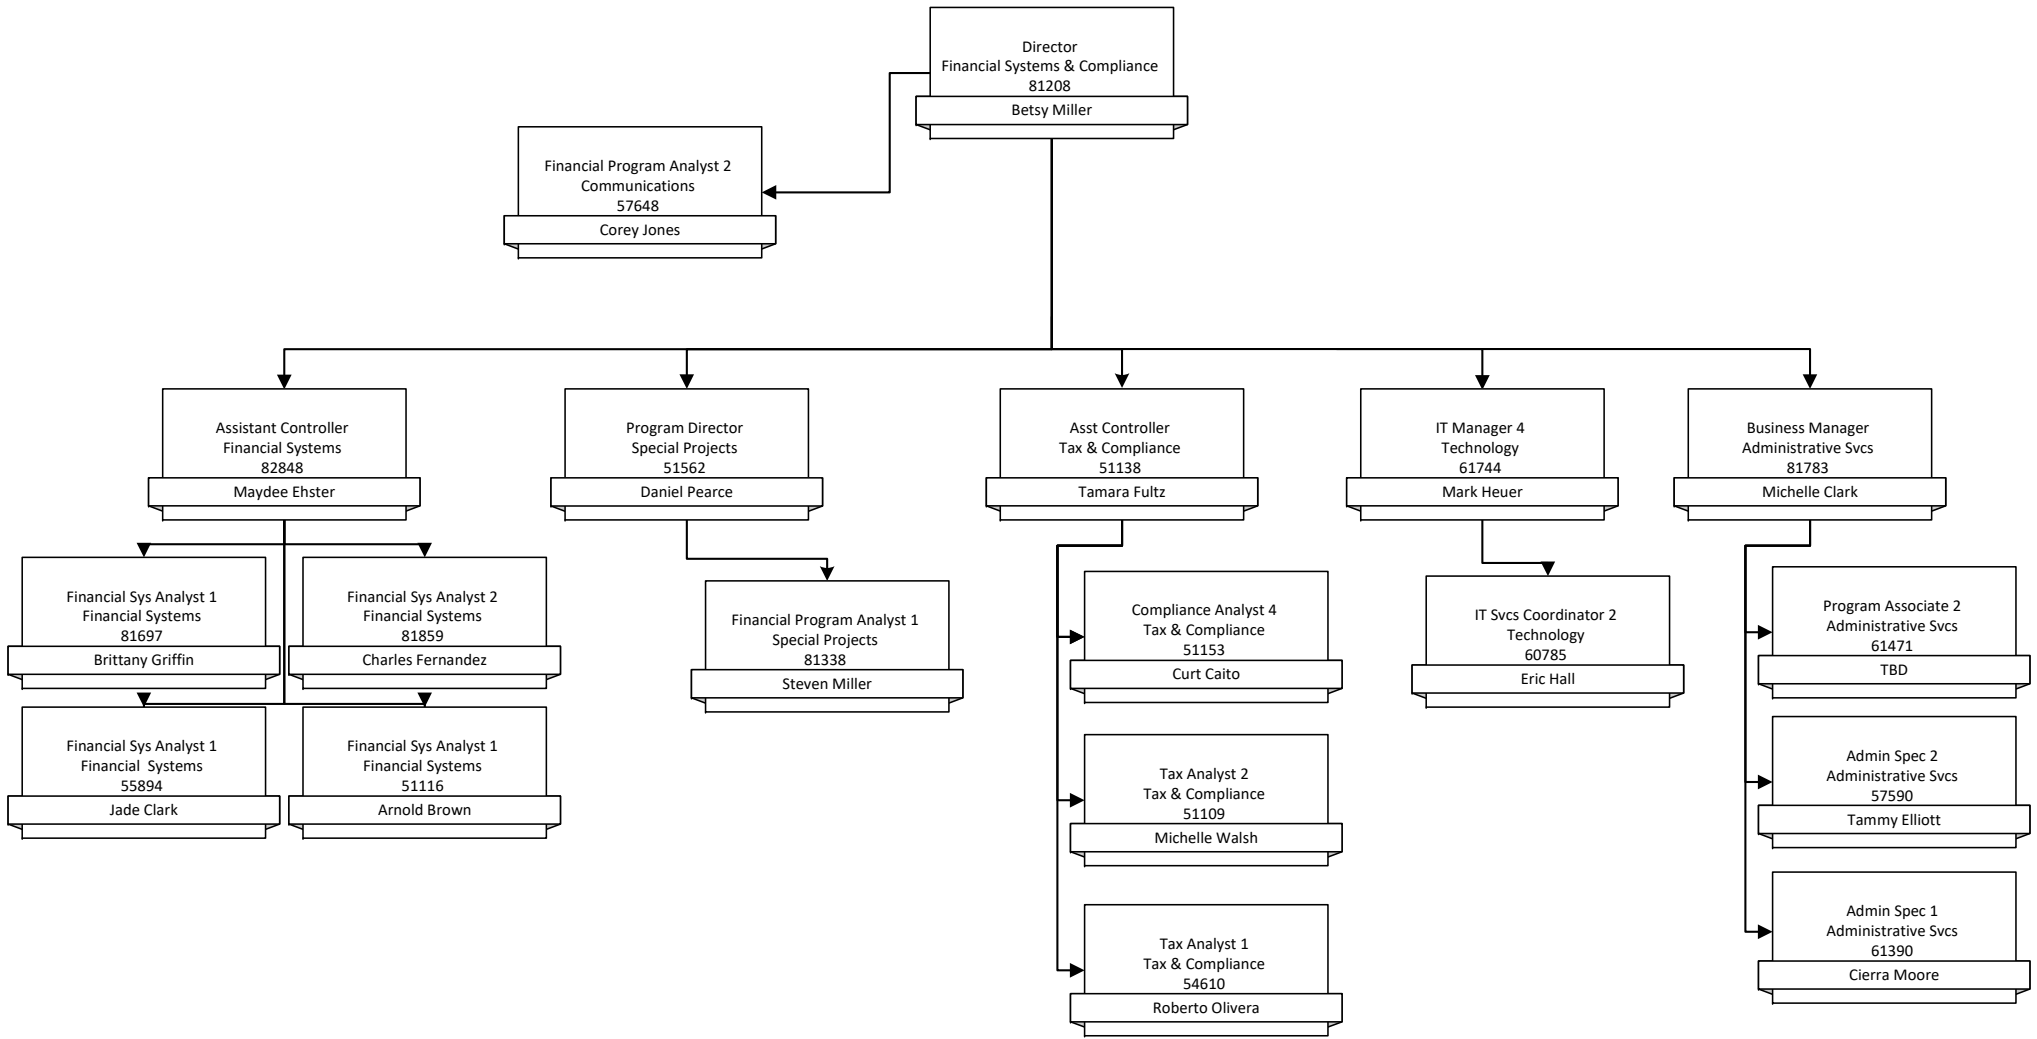 Director
Financial Systems & Compliance
81208
Betsy Miller
Financial Program Analyst 2
Communications
57648
Corey Jones
Assistant Controller
Financial Systems
82848
Maydee Ehster
Program Director
Special Projects
51562
Daniel Pearce
Asst Controller
Tax & Compliance
51138
Tamara Fultz
IT Manager 4
Technology
61744
Mark Heuer
Business Manager
Administrative Svcs
81783
Michelle Clark
Financial Sys Analyst 1
Financial Systems
81697
Brittany Griffin
Financial Sys Analyst 2
Financial Systems
81859
Charles Fernandez
Financial Sys Analyst 1
Financial Systems
55894
Jade Clark
Financial Sys Analyst 1
Financial Systems
51116
Arnold Brown
Financial Program Analyst 1
Special Projects
81338
Steven Miller
Compliance Analyst 4
Tax & Compliance
51153
Curt Caito
Tax Analyst 2
Tax & Compliance
51109
Michelle Walsh
Tax Analyst 1
Tax & Compliance
54610
Roberto Olivera
IT Svcs Coordinator 2
Technology
60785
Eric Hall
Program Associate 2
Administrative Svcs
61471
TBD
Admin Spec 2
Administrative Svcs
57590
Tammy Elliott
Admin Spec 1
Administrative Svcs
61390
Cierra Moore